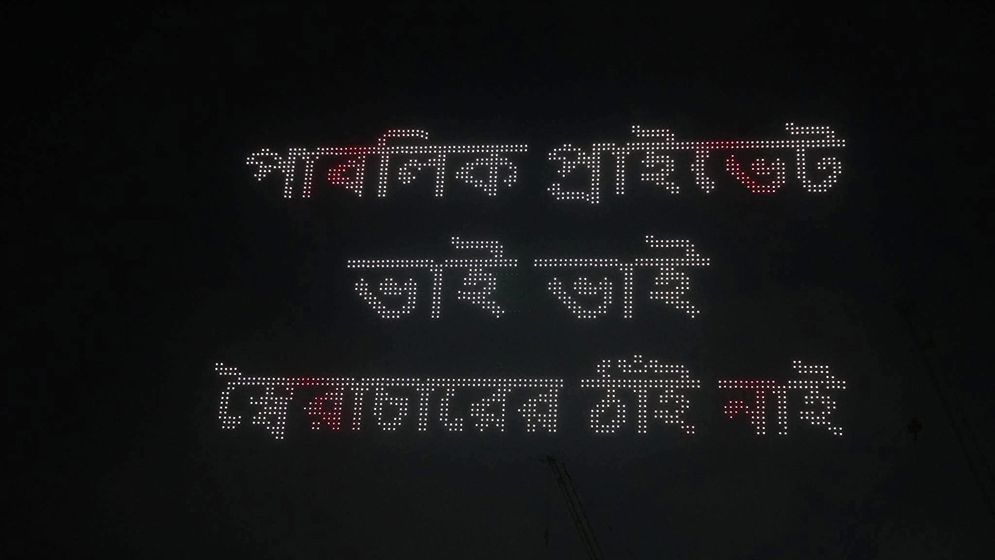 পাবলিক প্রাইভেট
ভাই ভাই
স্বৈরাচারের ঠাঁই নাই